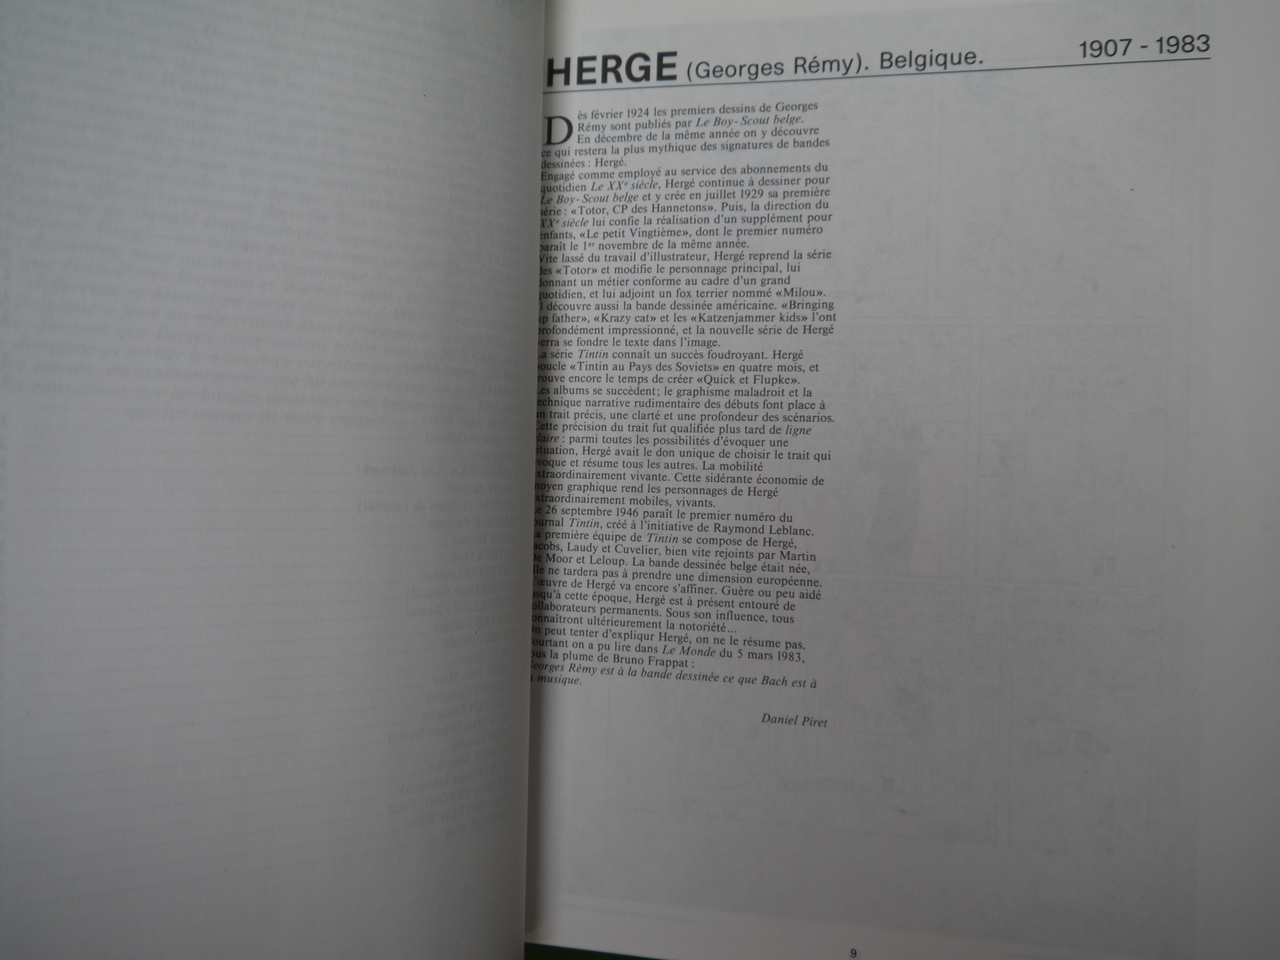 HERGE (Georges Rémy). Belgique. 1907 - 1983
Dès février 1924 les premiers dessins de Georges
Rémy sont publiés par Le Boy-Scout belge.
En décembre de la même année on y découvre
ce qui restera la plus mythique des signatures de bandes
dessinées : Hergé.
Engagé comme employé au service des abonnements du
quotidien Le XXe siècle, Hergé continue à dessiner pour
Le Boy-Scout belge et y crée en juillet 1929 sa première
série : «Totor, CP des Hannetons». Puis, la direction du
XXe siècle lui confie la réalisation d'un supplément pour
enfants, «Le petit Vingtième», dont le premier numéro
paraît le 1er novembre de la même année.
Vite lassé du travail d'illustrateur, Hergé reprend la série
des «Totor» et modifie le personnage principal, lui
donnant un métier conforme au cadre d'un grand
quotidien, et lui adjoint un fox terrier nommé «Milou».
l découvre aussi la bande dessinée américaine. «Bringing
up father», «Krazy cat» et les «Katzenjammer kids» l'ont
profondément impressionné, et la nouvelle série de Hergé
verra se fondre le texte dans l'image.
La série Tintin connaît un succès foudroyant. Hergé
boucle «Tintin au Pays des Soviets» en quatre mois, et
trouve encore le temps de créer «Quick et Flupke».
Les albums se succèdent; le graphisme maladroit et la
technique narrative rudimentaire des débuts font place à
un trait précis, une clarté et une profondeur des scénarios.
Cette précision du trait fut qualifiée plus tard de ligne
claire : parmi toutes les possibilités d'évoquer une
situation, Hergé avait le don unique de choisir le trait qui
évoque et résume tous les autres. La mobilité
extraordinairement vivante. Cette sidérante économie de
moyen graphique rend les personnages de Hergé
extraordinairement mobiles, vivants.
Le 26 septembre 1946 paraît le premier numéro du
journal Tintin, créé à l'initiative de Raymond Leblanc.
La première équipe de Tintin se compose de Hergé,
Jacobs, Laudy et Cuvelier, bien vite rejoints par Martin
De Moor et Leloup. La bande dessinée belge était née,
elle ne tardera pas à prendre une dimension européenne.
L'œuvre de Hergé va encore s'affiner. Guère ou peu aidé
jusqu'à cette époque, Hergé est à présent entouré de
collaborateurs permanents. Sous son influence, tous
connaîtront ultérieurement la notoriété...
On peut tenter d'expliqur Hergé, on ne le résume pas.
Pourtant on a pu lire dans Le Monde du 5 mars 1983,
sous la plume de Bruno Frappat :
Georges Rémy est à la bande dessinée ce que Bach est à
la musique.
Daniel Piret
9